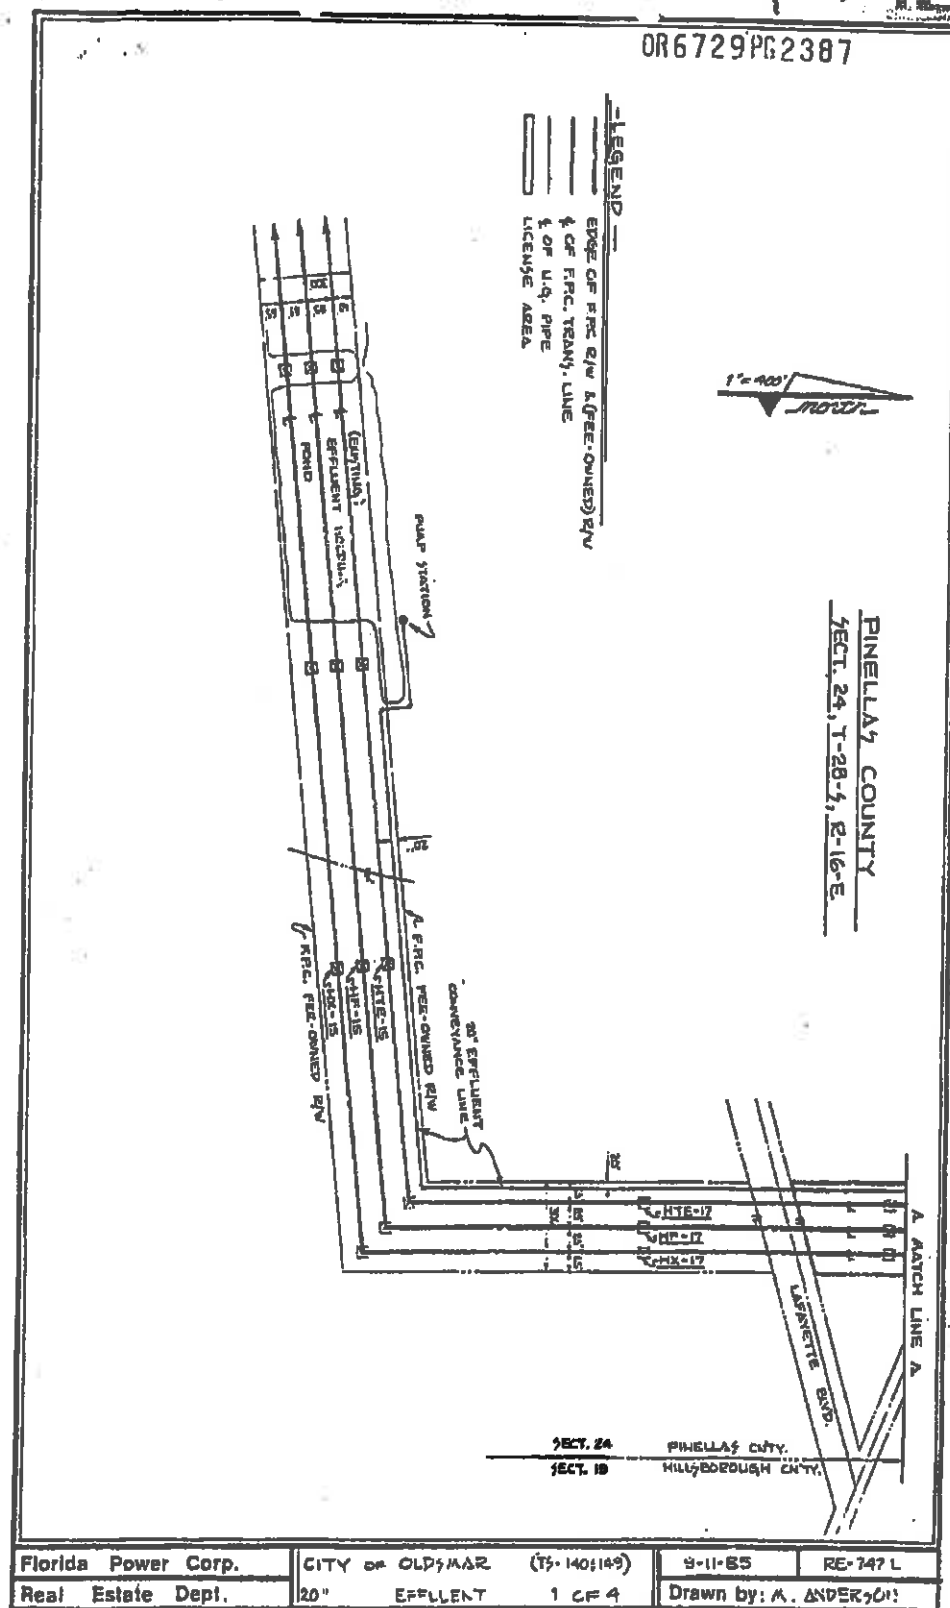 OR6729PG2387
-LEGEND-
EDGE OF F.P.C. R/W & (FEE-OWNED) R/W
℄ OF F.P.C. TRANS. LINE
℄ OF U.G. PIPE
LICENSE AREA
1"=400'
NORTH
PINELLAS COUNTY
SECT. 24, T-28-S, R-16-E
(EXISTING)
EFFLUENT HOLDING
POND
PUMP STATION
20'
F.P.C. FEE-OWNED R/W
HTE-15
HF-15
HX-15
F.P.C. FEE-OWNED R/W
20" EFFLUENT
CONVEYANCE LINE
20'
HTE-17
HF-17
HX-17
LAFAYETTE BLVD.
A MATCH LINE A
SECT. 24 PINELLAS CNTY.
SECT. 19 HILLSBOROUGH CNTY.
Florida Power Corp.
Real Estate Dept.
CITY OF OLDSMAR (TS-140;149)
20" EFFLUENT 1 OF 4
9-11-85
RE-747 L
Drawn by: M. ANDERSON